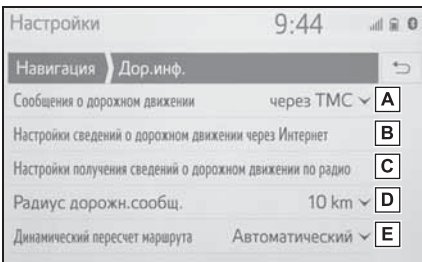 Настройки 9:44
Навигация Дор.инф.
Сообщения о дорожном движении через TMC A
Настройки сведений о дорожном движении через Интернет B
Настройки получения сведений о дорожном движении по радио C
Радиус дорожн.сообщ. 10 km D
Динамический пересчет маршрута Автоматический E